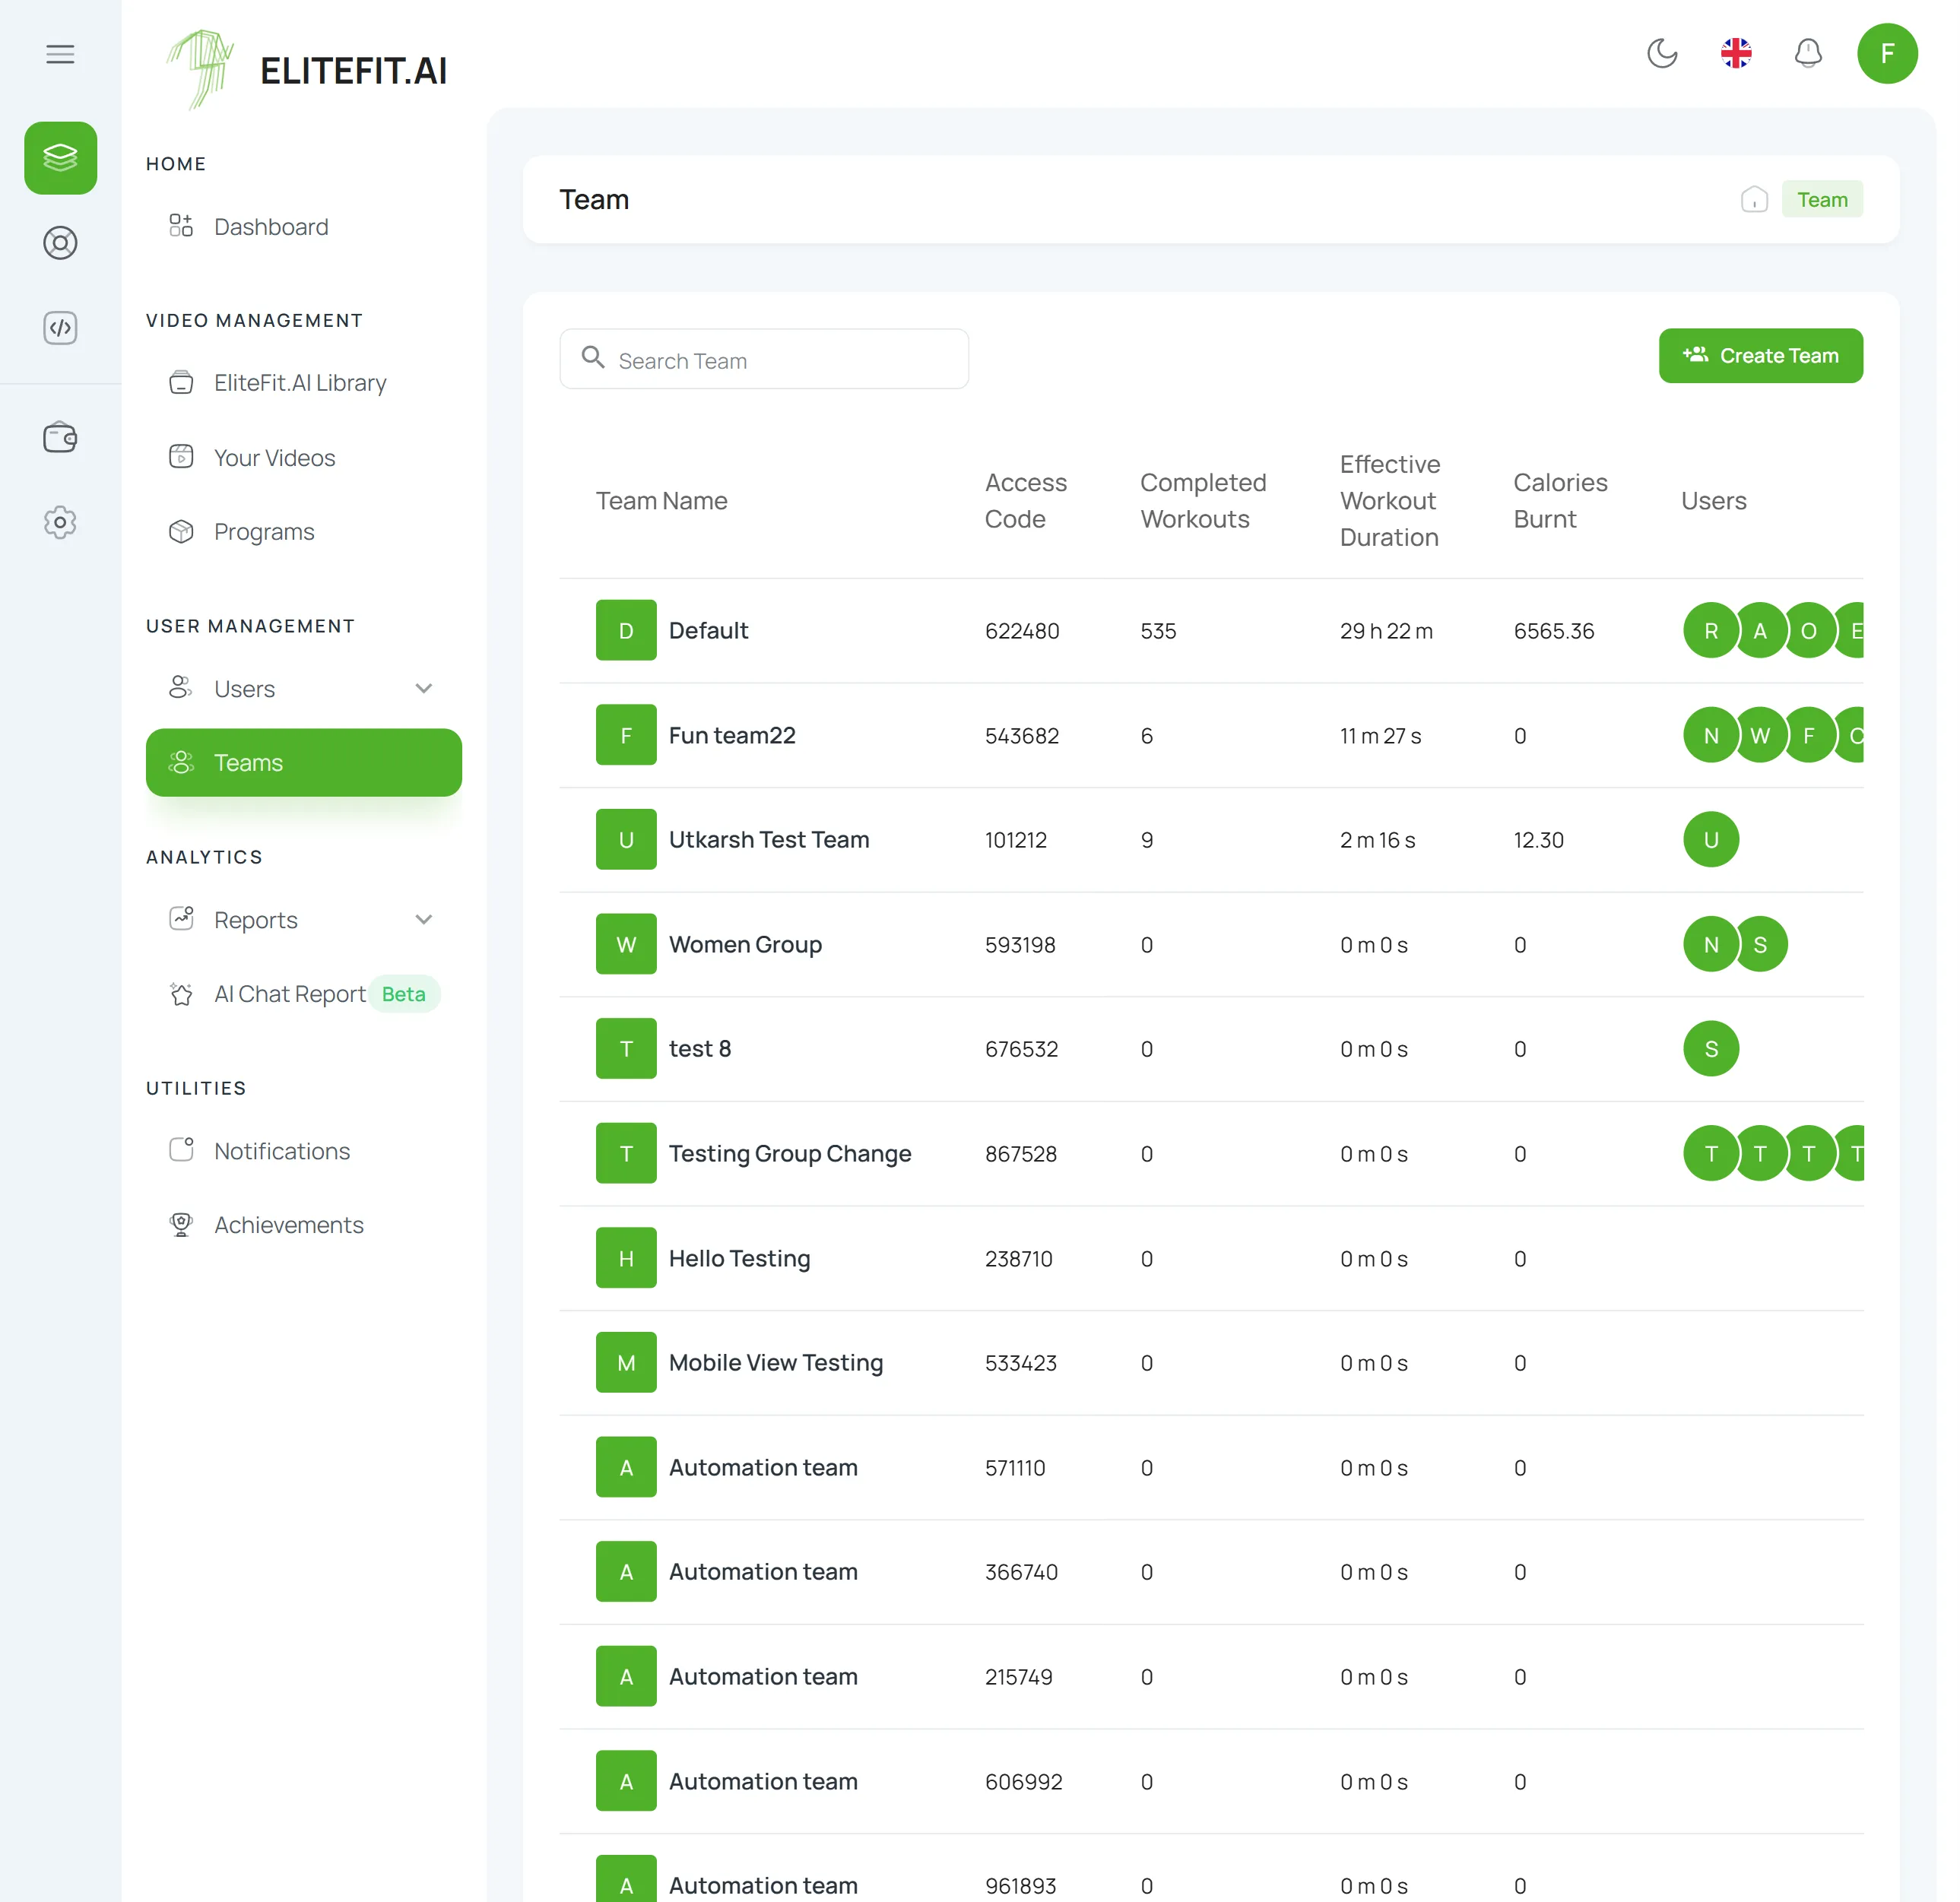 ELITEFIT.AI
F
HOME
Dashboard
VIDEO MANAGEMENT
EliteFit.AI Library
Your Videos
Programs
USER MANAGEMENT
Users
Teams
ANALYTICS
Reports
AI Chat Report Beta
UTILITIES
Notifications
Achievements
Team
Team
Search Team
Create Team
Team Name
Access Code
Completed Workouts
Effective Workout Duration
Calories Burnt
Users
D Default 622480 535 29 h 22 m 6565.36 R A O E
F Fun team22 543682 6 11 m 27 s 0 N W F
U Utkarsh Test Team 101212 9 2 m 16 s 12.30 U
W Women Group 593198 0 0 m 0 s 0 N S
T test 8 676532 0 0 m 0 s 0 S
T Testing Group Change 867528 0 0 m 0 s 0 T T T T
H Hello Testing 238710 0 0 m 0 s 0
M Mobile View Testing 533423 0 0 m 0 s 0
A Automation team 571110 0 0 m 0 s 0
A Automation team 366740 0 0 m 0 s 0
A Automation team 215749 0 0 m 0 s 0
A Automation team 606992 0 0 m 0 s 0
A Automation team 961893 0 0 m 0 s 0